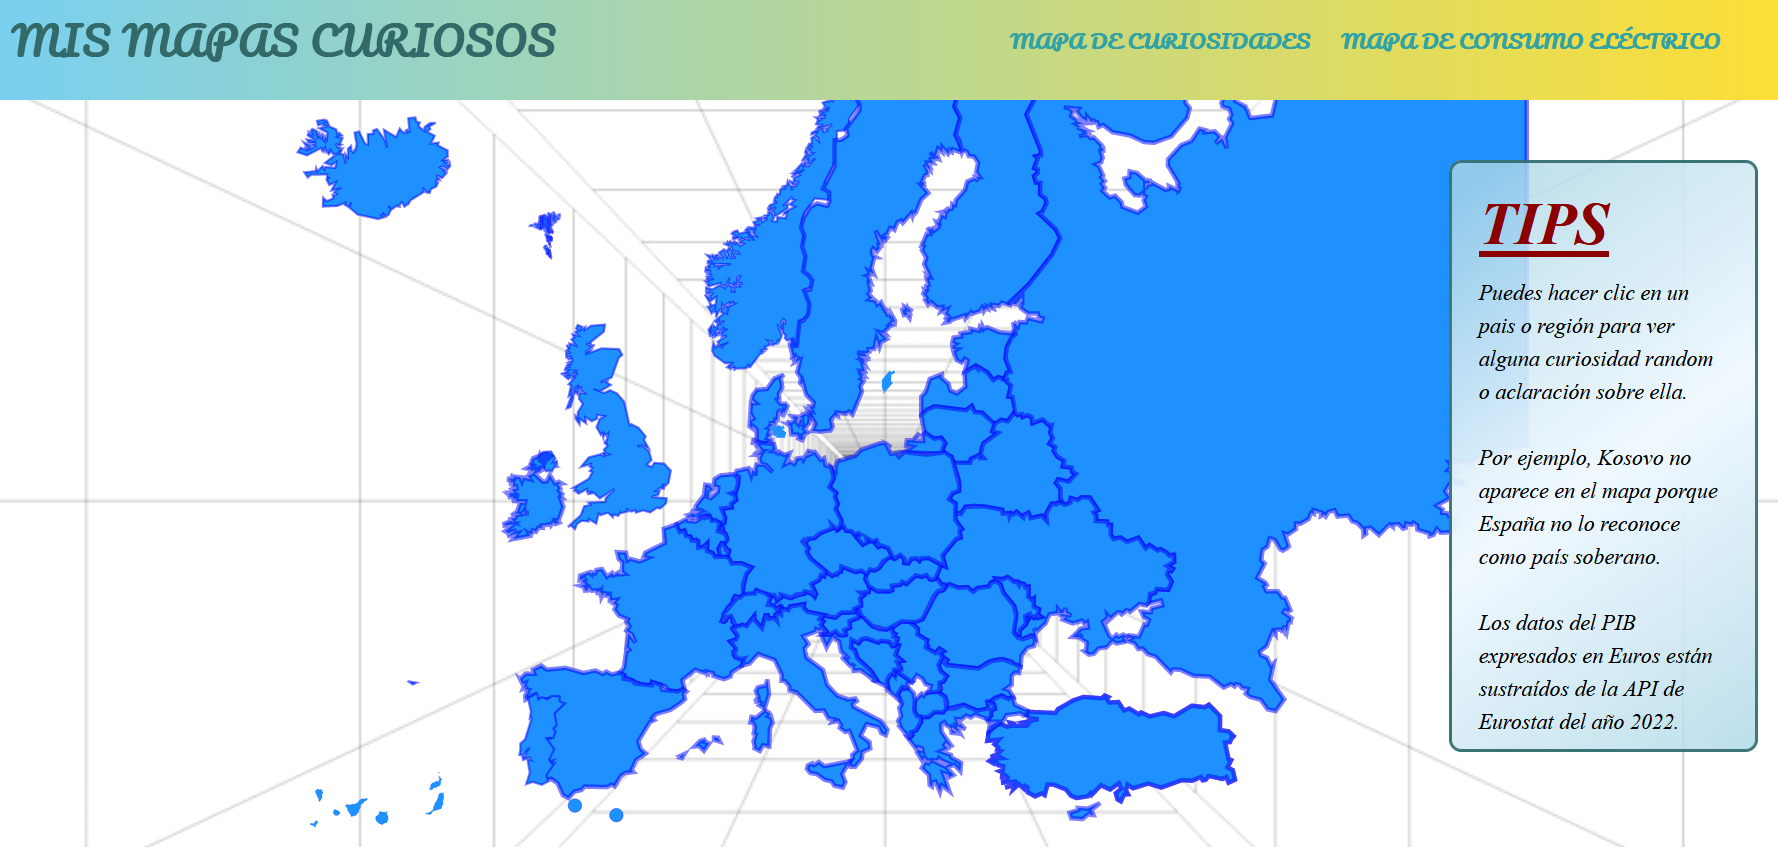 MIS MAPAS CURIOSOS
MAPA DE CURIOSIDADES
MAPA DE CONSUMO ELÉCTRICO
TIPS
Puedes hacer clic en un
pais o región para ver
alguna curiosidad random
o aclaración sobre ella.
Por ejemplo, Kosovo no
aparece en el mapa porque
España no lo reconoce
como país soberano.
Los datos del PIB
expresados en Euros están
sustraídos de la API de
Eurostat del año 2022.